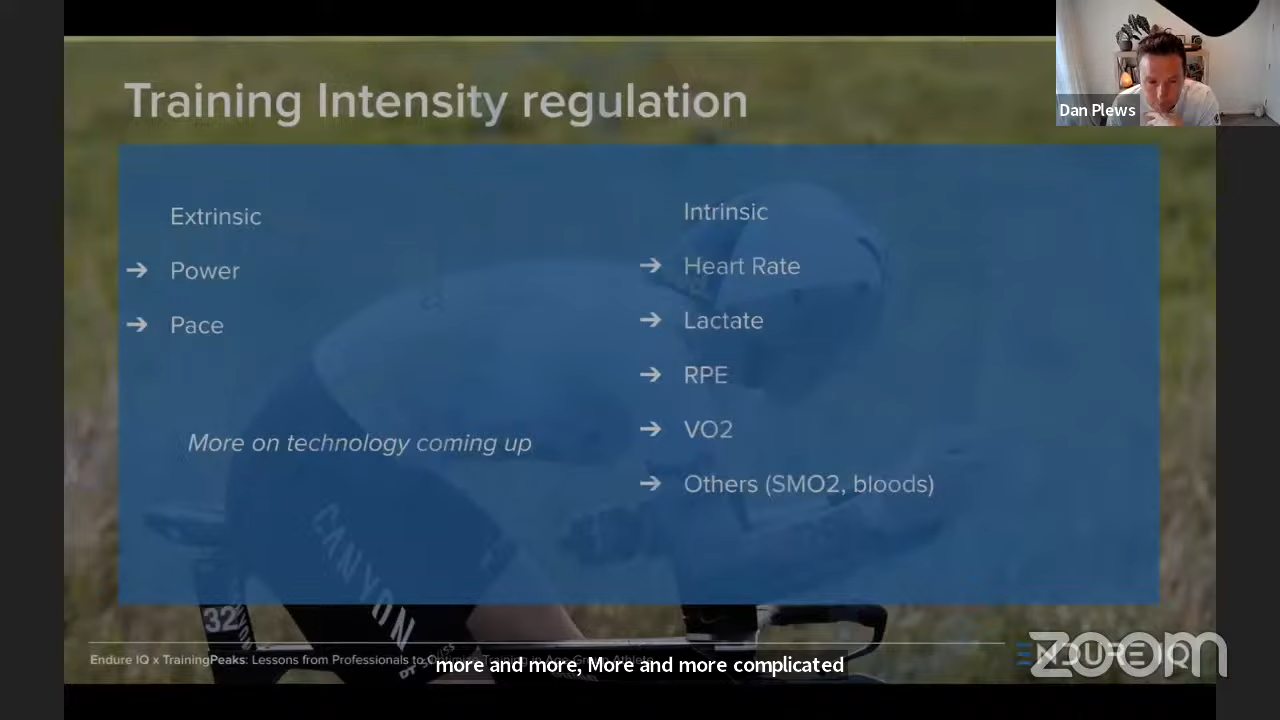 Training Intensity regulation
Dan Plews
Extrinsic
→ Power
→ Pace
More on technology coming up
Intrinsic
→ Heart Rate
→ Lactate
→ RPE
→ VO2
→ Others (SMO2, bloods)
CANYON
32
Endure IQ x TrainingPeaks: Lessons from Professionals to
more and more, More and more complicated
ENDURE IQ
zoom